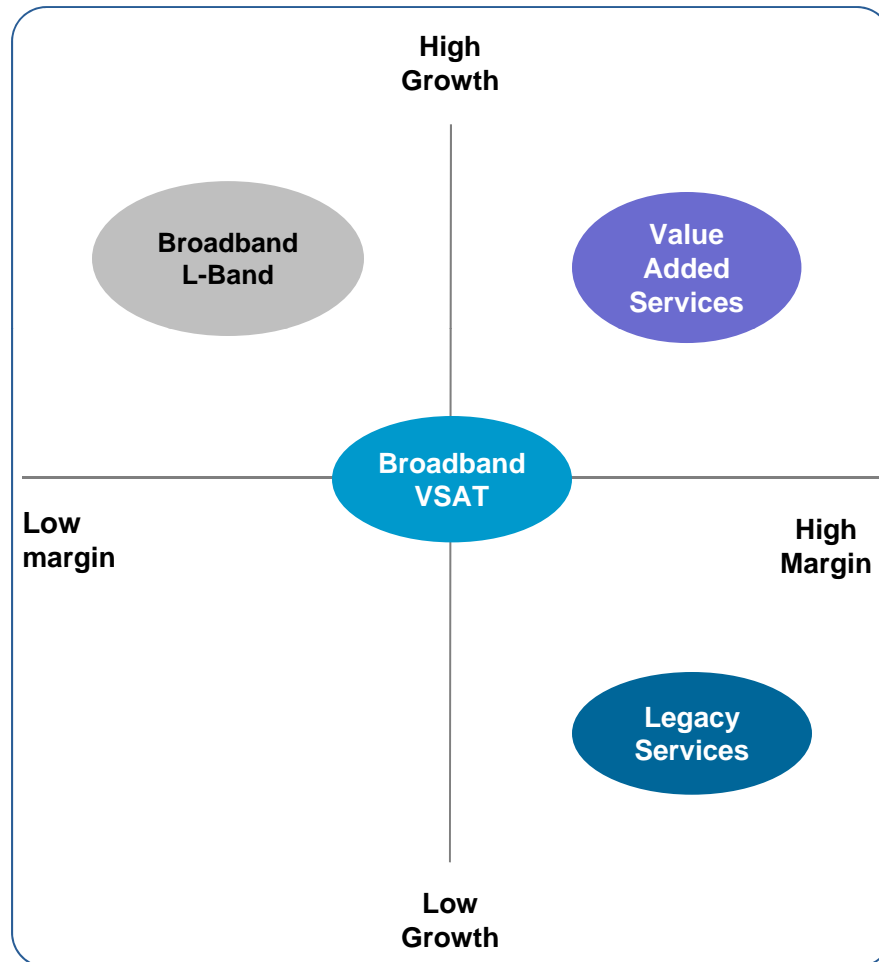 High
Growth
Broadband
L-Band
Value
Added
Services
Broadband
VSAT
Low
margin
High
Margin
Legacy
Services
Low
Growth